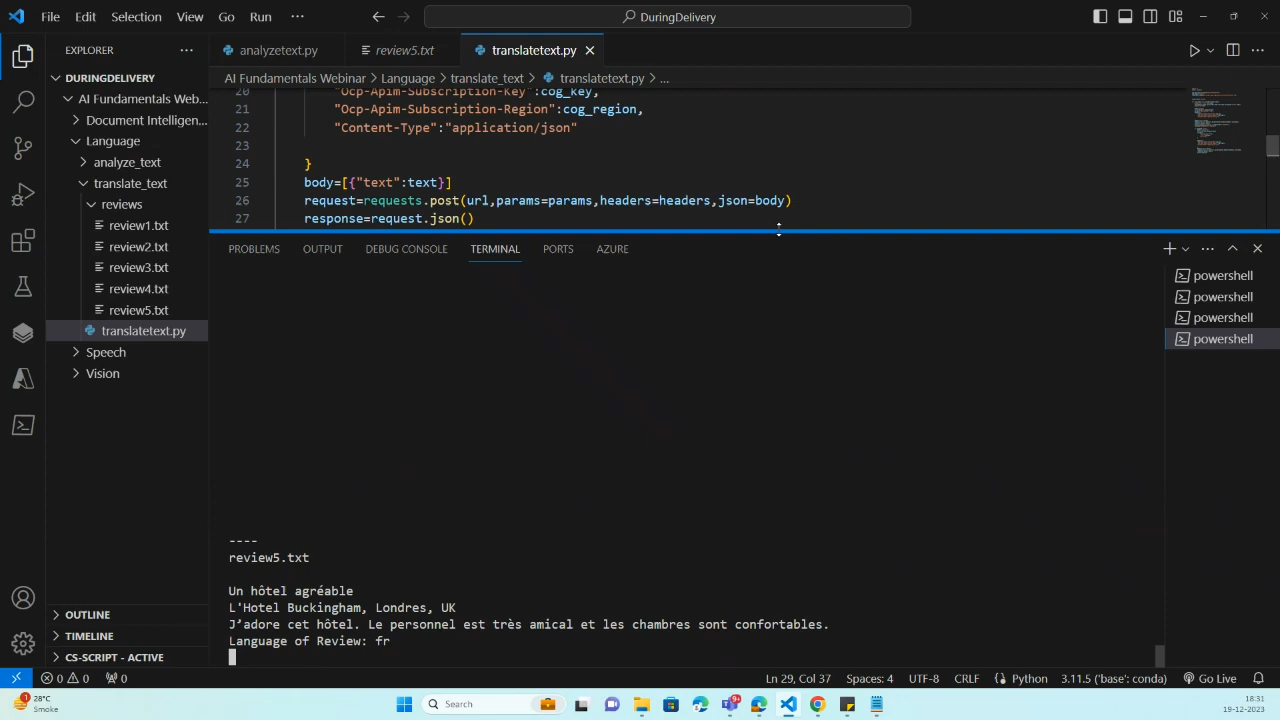 File Edit Selection View Go Run ···
DuringDelivery
EXPLORER ···
DURINGDELIVERY
AI Fundamentals Web...
Document Intelligen...
Language
analyze_text
translate_text
reviews
review1.txt
review2.txt
review3.txt
review4.txt
review5.txt
translatetext.py
Speech
Vision
OUTLINE
TIMELINE
CS-SCRIPT - ACTIVE
analyzetext.py review5.txt translatetext.py
AI Fundamentals Webinar > Language > translate_text > translatetext.py > ...
20 "Ocp-Apim-Subscription-Key":cog_key,
21 "Ocp-Apim-Subscription-Region":cog_region,
22 "Content-Type":"application/json"
23
24 }
25 body=[{"text":text}]
26 request=requests.post(url,params=params,headers=headers,json=body)
27 response=request.json()
PROBLEMS OUTPUT DEBUG CONSOLE TERMINAL PORTS AZURE
powershell
powershell
powershell
powershell
----
review5.txt
Un hôtel agréable
L'Hotel Buckingham, Londres, UK
J’adore cet hôtel. Le personnel est très amical et les chambres sont confortables.
Language of Review: fr
0 0 0 Ln 29, Col 37 Spaces: 4 UTF-8 CRLF Python 3.11.5 ('base': conda) Go Live
28°C
Smoke
Search
18:31
19-12-2023